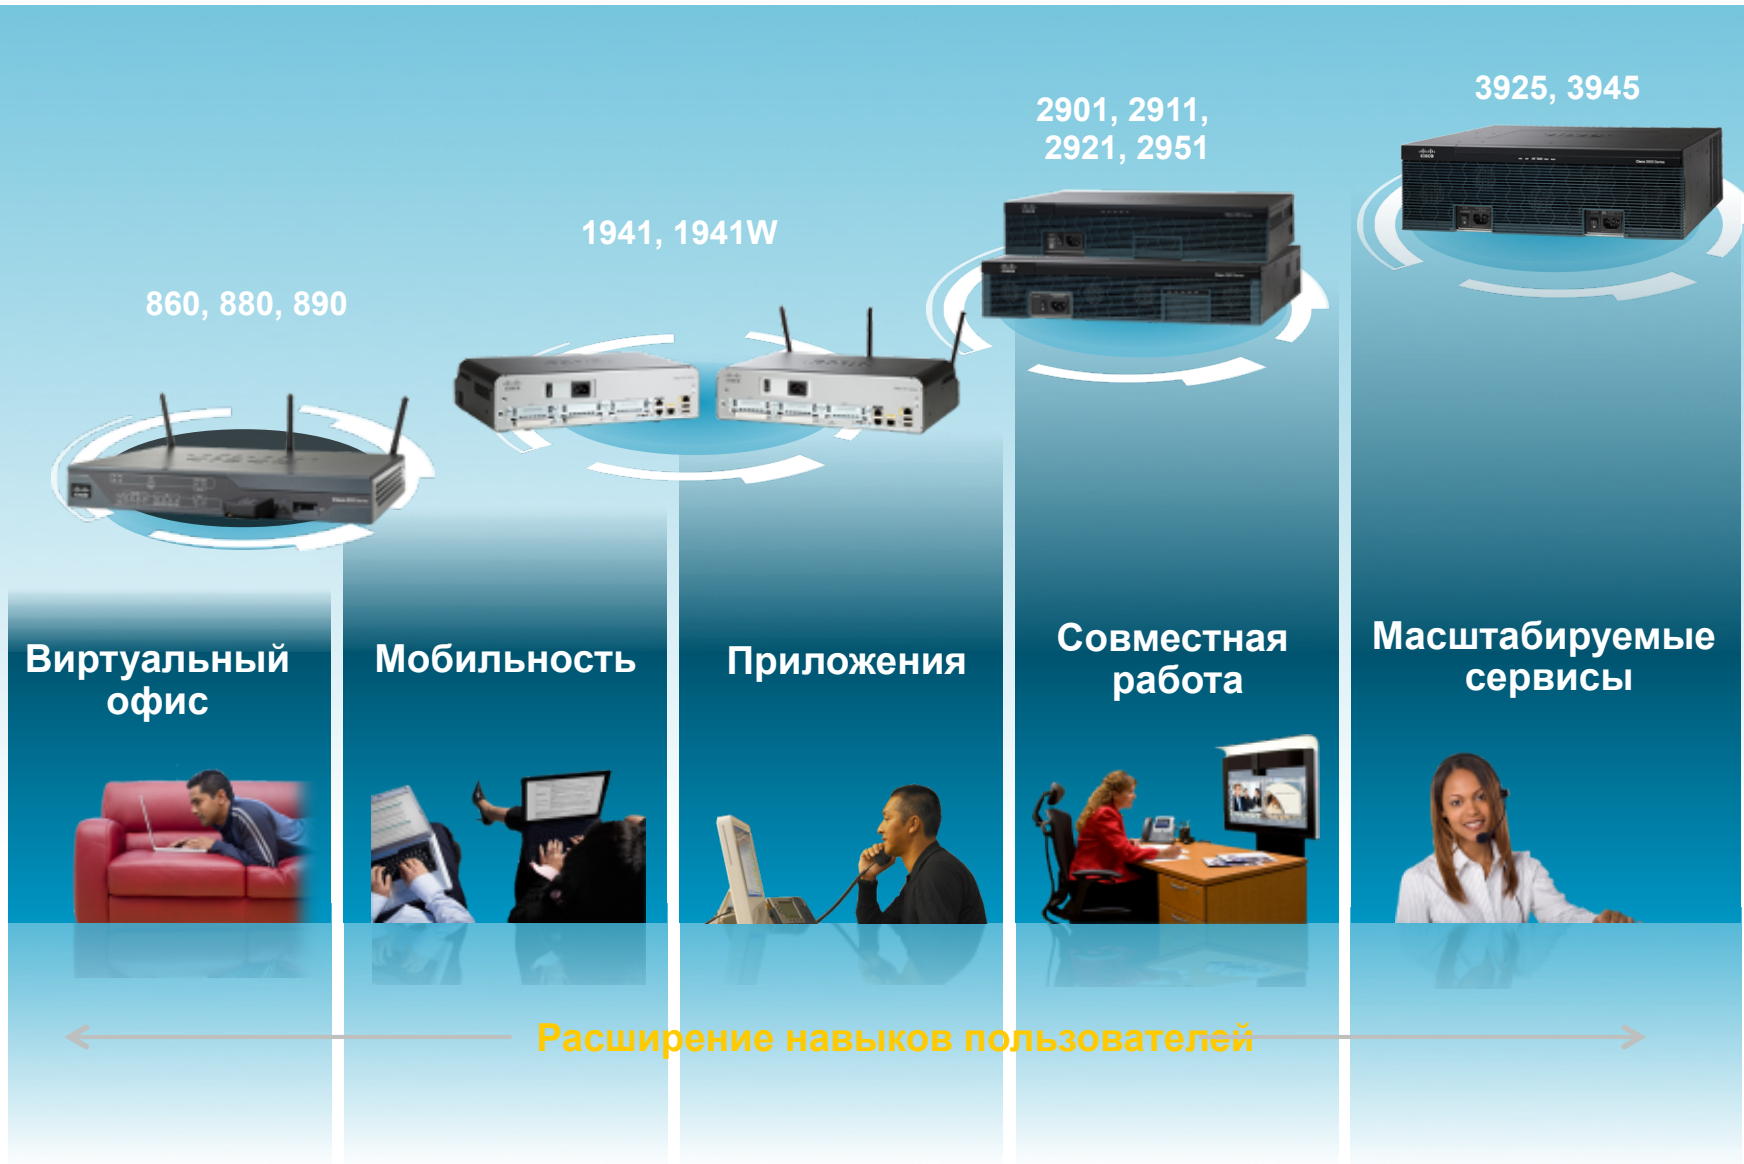 3925, 3945
2901, 2911,
2921, 2951
1941, 1941W
860, 880, 890
Виртуальный
офис
Мобильность
Приложения
Совместная
работа
Масштабируемые
сервисы
Расширение навыков пользователей